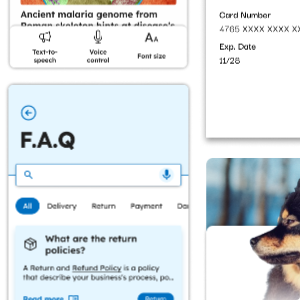 Ancient malaria genome from
Roman skeleton hints at disease's
Text-to-
speech
Voice
control
Font size
Card Number
4765 XXXX XXXX
Exp. Date
11/28
F.A.Q
All
Delivery
Return
Payment
What are the return
policies?
A Return and Refund Policy is a policy
that describe your business's process, po..
Read more
Return